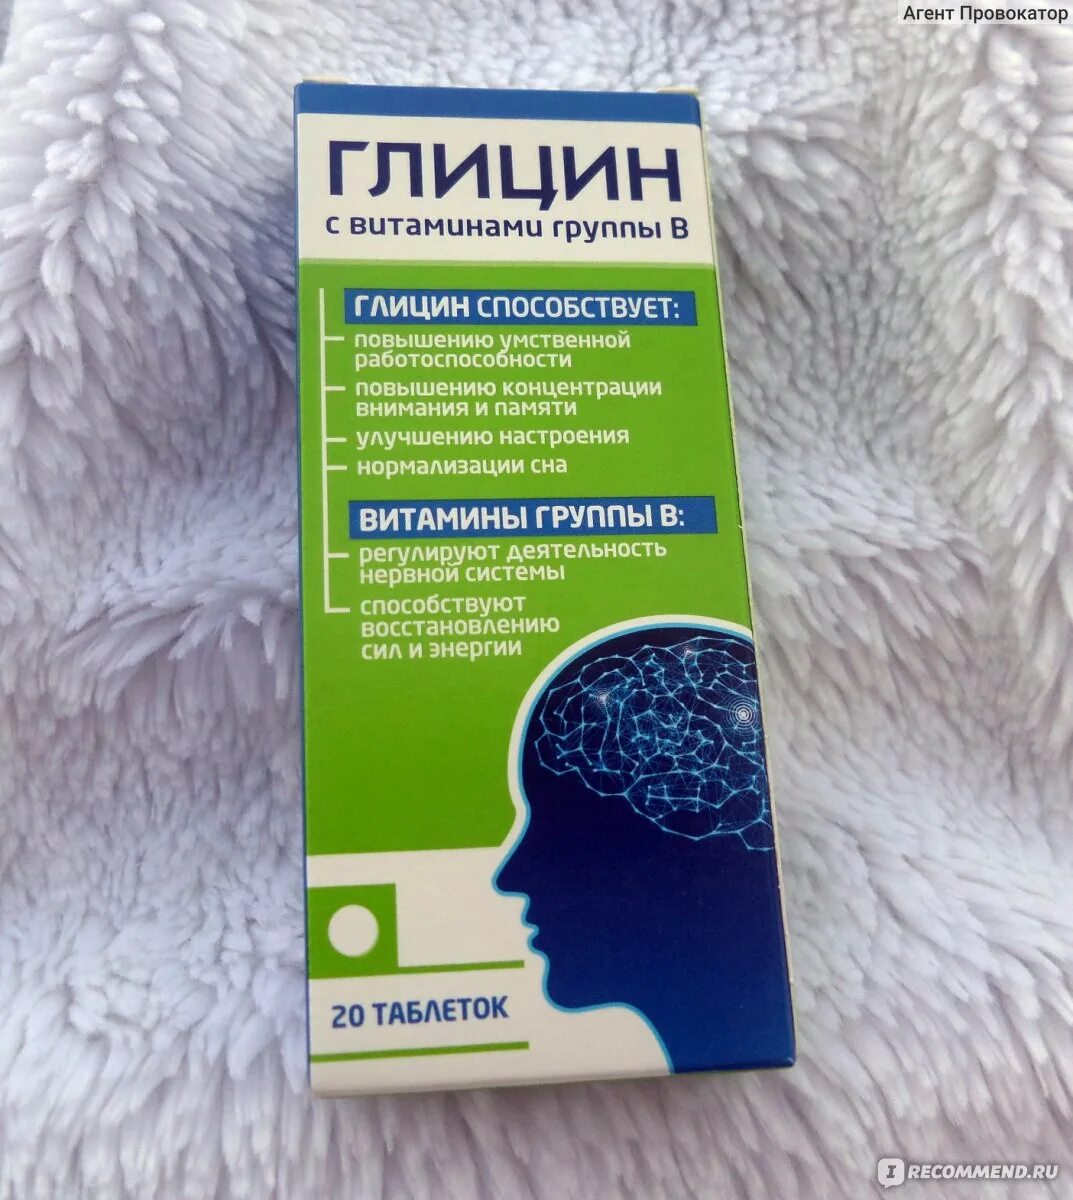 Агент Провокатор
ГЛИЦИН
с витаминами группы В
ГЛИЦИН СПОСОБСТВУЕТ:
повышению умственной
работоспособности
повышению концентрации
внимания и памяти
улучшению настроения
нормализации сна
ВИТАМИНЫ ГРУППЫ В:
регулируют деятельность
нервной системы
способствуют
восстановлению
сил и энергии
20 ТАБЛЕТОК
IRECOMMEND.RU